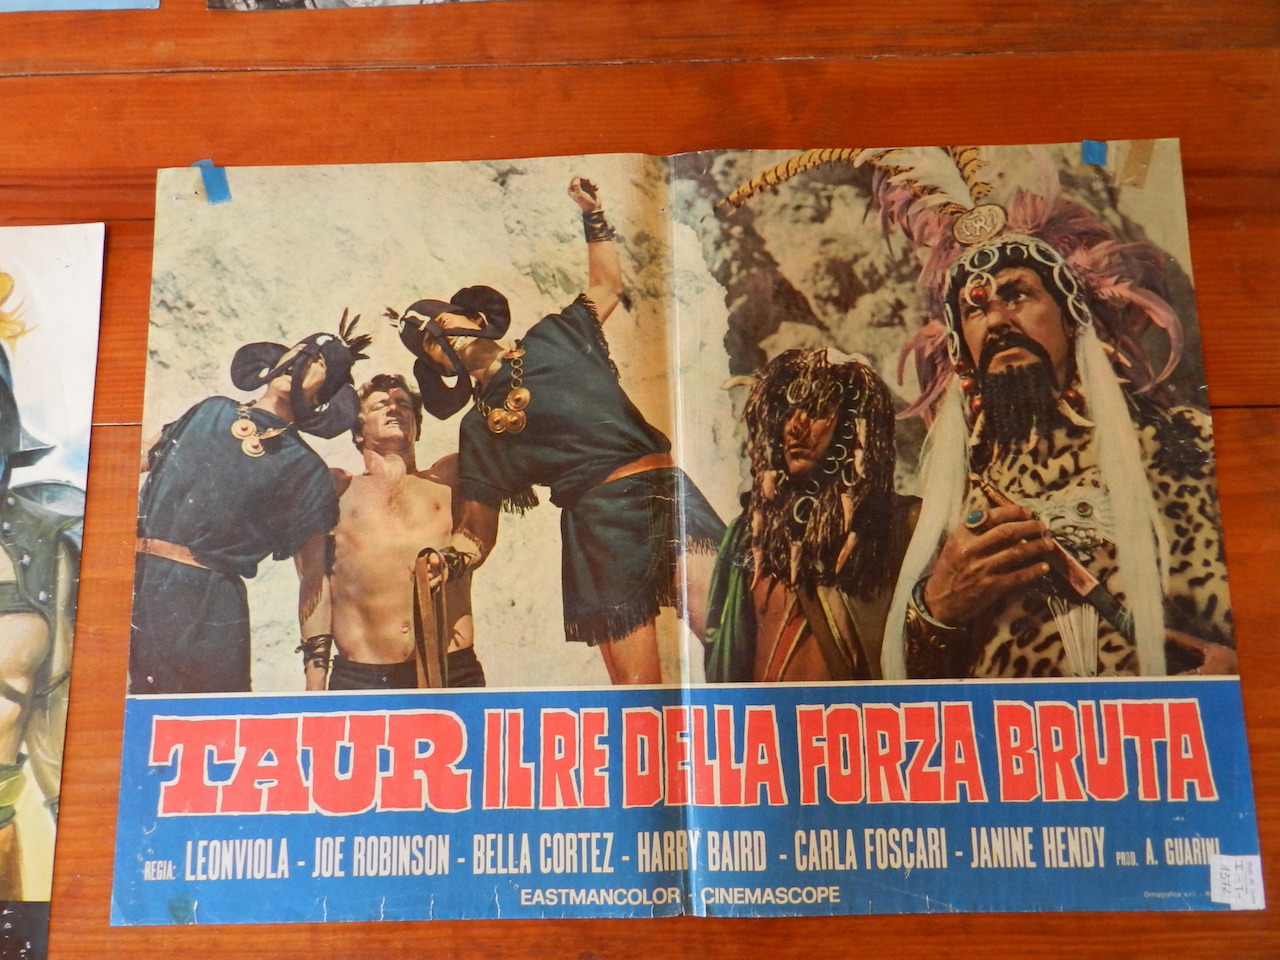 TAUR IL RE DELLA FORZA BRUTA
REGIA: LEONVIOLA - JOE ROBINSON - BELLA CORTEZ - HARRY BAIRD - CARLA FOSCARI - JANINE HENDY PROD. A. GUARINI
EASTMANCOLOR - CINEMASCOPE